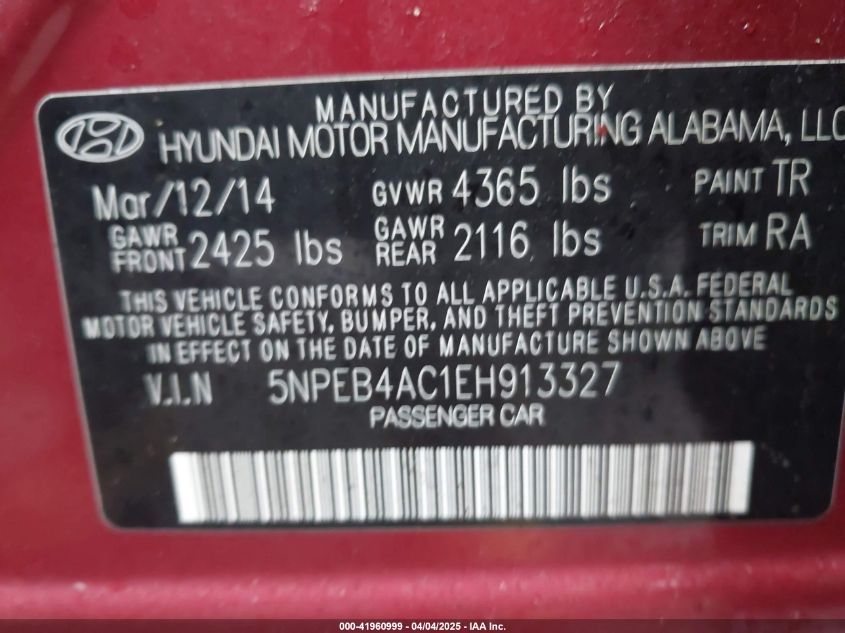 MANUFACTURED BY
HYUNDAI MOTOR MANUFACTURING ALABAMA, LLC
Mar/12/14 GVWR 4365 lbs PAINT TR
GAWR FRONT 2425 lbs GAWR REAR 2116 lbs TRIM RA
THIS VEHICLE CONFORMS TO ALL APPLICABLE U.S.A. FEDERAL
MOTOR VEHICLE SAFETY, BUMPER, AND THEFT PREVENTION STANDARDS
IN EFFECT ON THE DATE OF MANUFACTURE SHOWN ABOVE
V.I.N 5NPEB4AC1EH913327
PASSENGER CAR
000-41960999 - 04/04/2025 - IAA Inc.